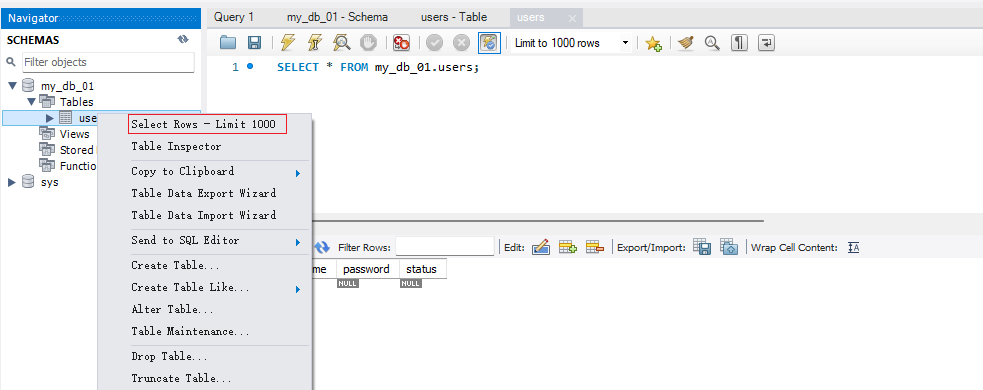 Navigator
SCHEMAS
Filter objects
my_db_01
Tables
Views
Stored
Functio
sys
Query 1
my_db_01 - Schema
users - Table
users
Limit to 1000 rows
1
SELECT * FROM my_db_01.users;
Select Rows - Limit 1000
Table Inspector
Copy to Clipboard
Table Data Export Wizard
Table Data Import Wizard
Send to SQL Editor
Create Table...
Create Table Like...
Alter Table...
Table Maintenance...
Drop Table...
Truncate Table...
Filter Rows:
Edit:
Export/Import:
Wrap Cell Content:
me
password
status
NULL
NULL